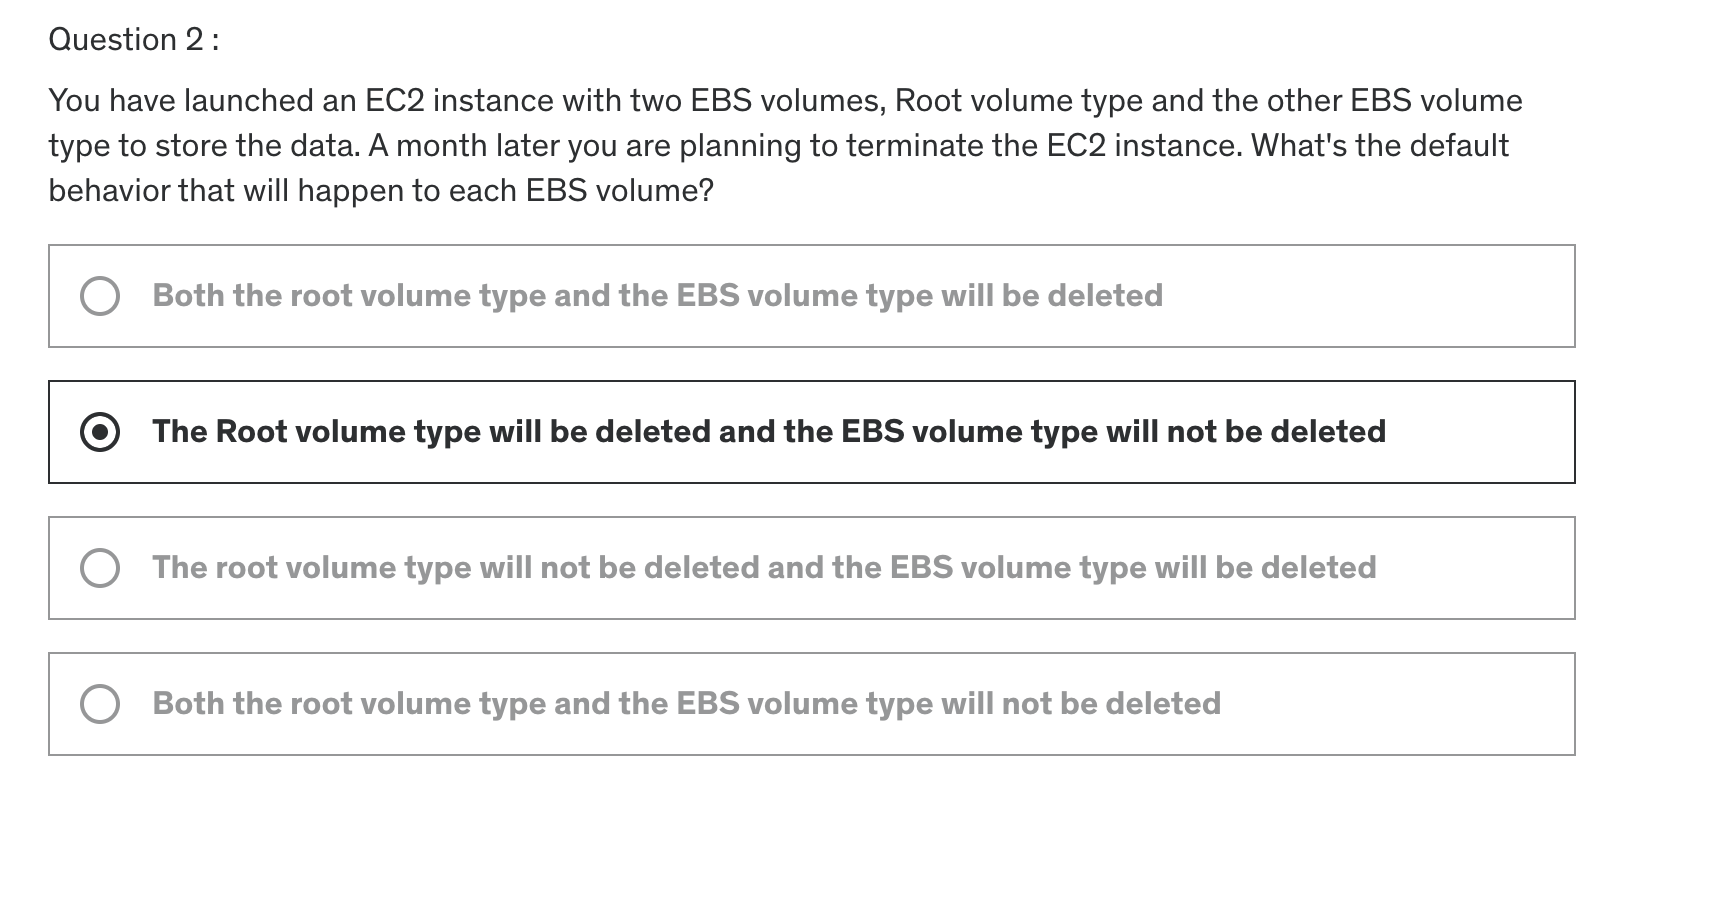 Question 2 :
You have launched an EC2 instance with two EBS volumes, Root volume type and the other EBS volume
type to store the data. A month later you are planning to terminate the EC2 instance. What's the default
behavior that will happen to each EBS volume?
Both the root volume type and the EBS volume type will be deleted
The Root volume type will be deleted and the EBS volume type will not be deleted
The root volume type will not be deleted and the EBS volume type will be deleted
Both the root volume type and the EBS volume type will not be deleted